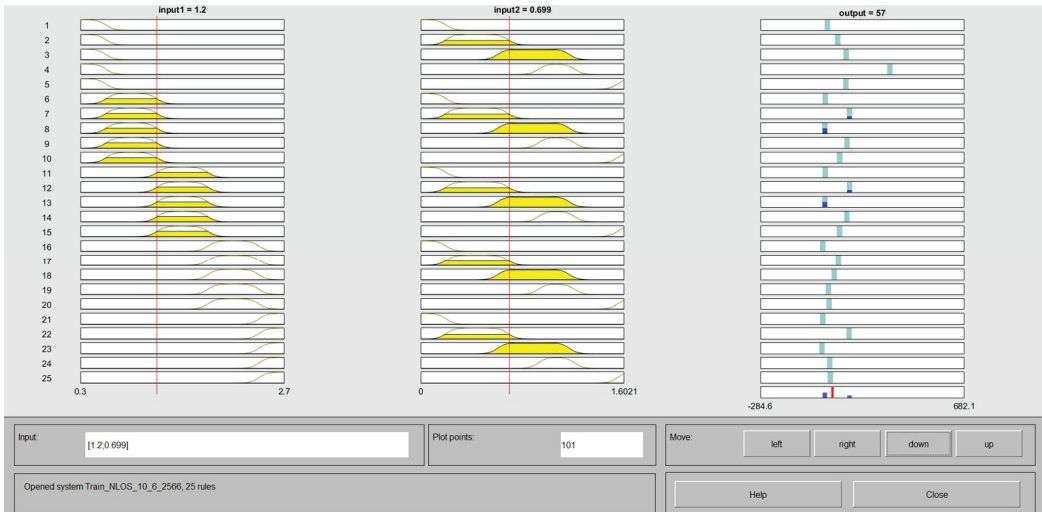 input1 = 1.2
input2 = 0.699
output = 57
1
2
3
4
5
6
7
8
9
10
11
12
13
14
15
16
17
18
19
20
21
22
23
24
25
0.3
2.7
0
1.6021
-284.6
682.1
Input:
[1.2;0.699]
Plot points:
101
Move:
left
right
down
up
Opened system Train_NLOS_10_6_2566, 25 rules
Help
Close